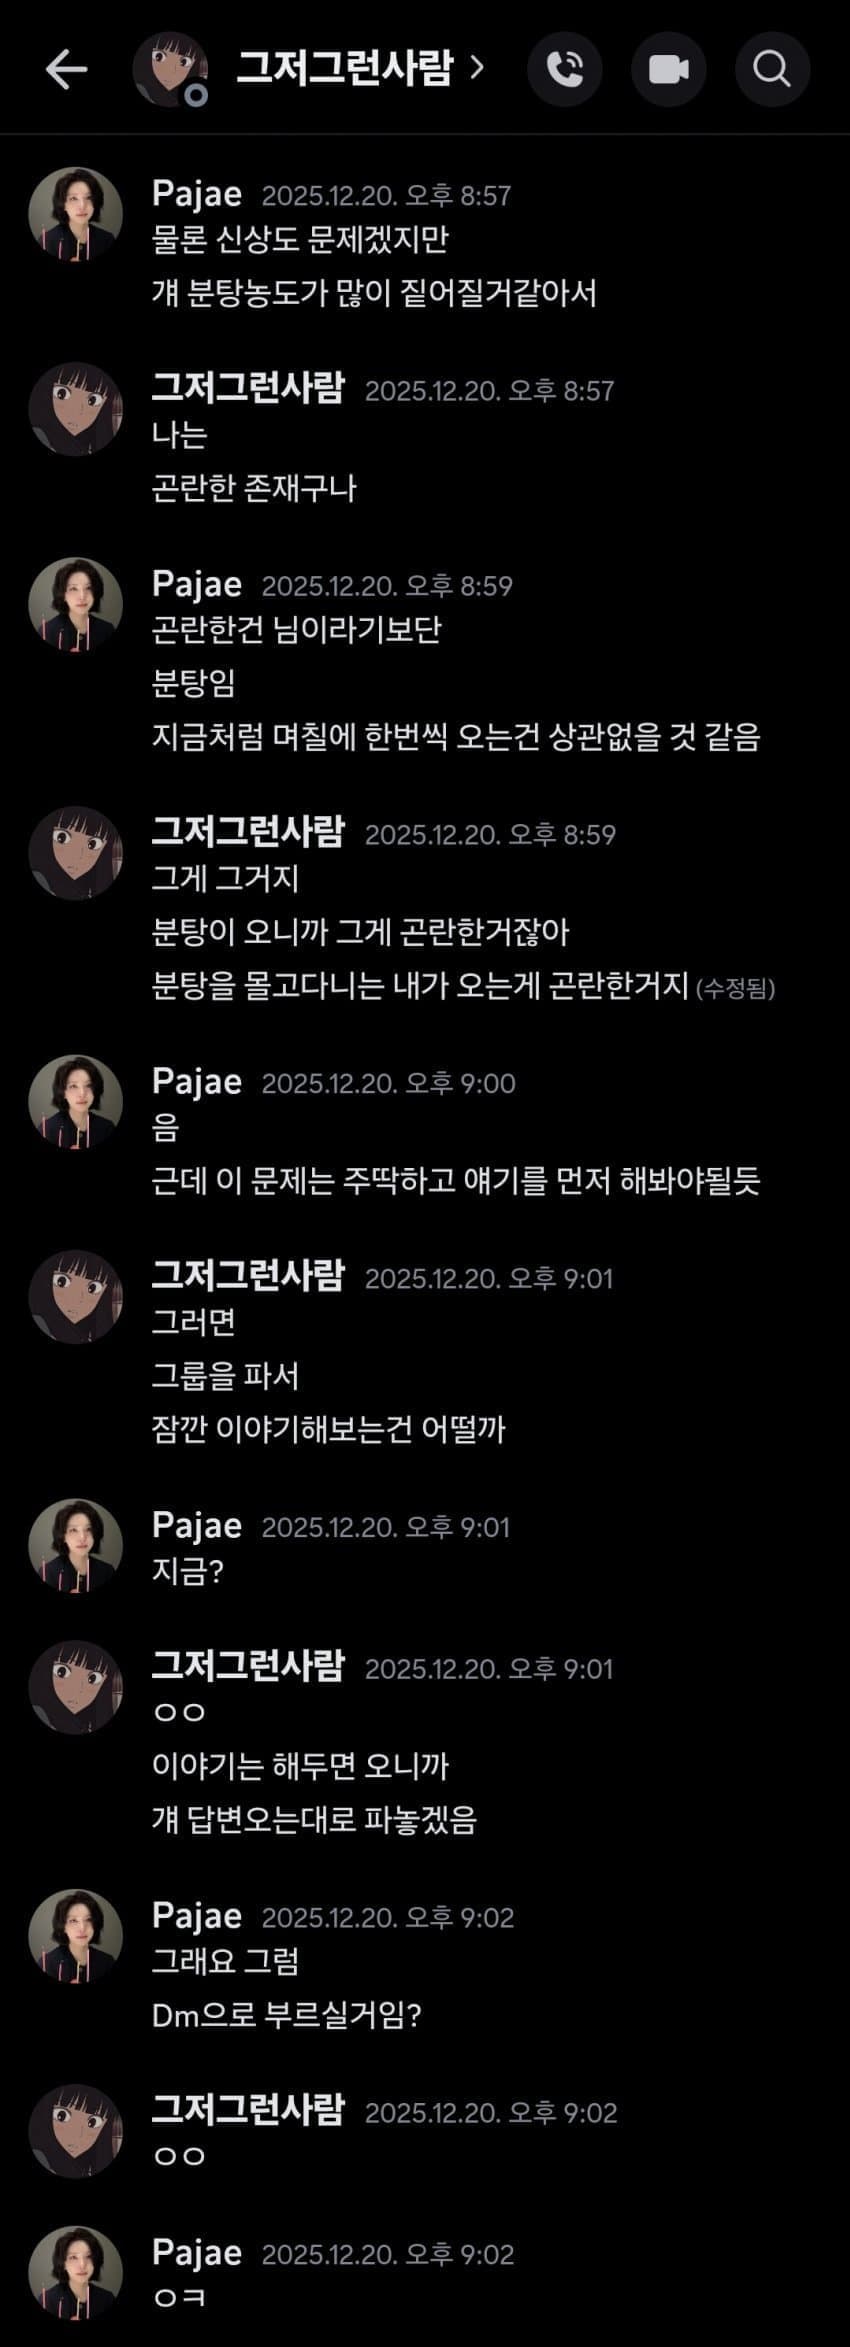 그저그런사람
Pajae 2025.12.20. 오후 8:57
물론 신상도 문제겠지만
걔 분탕농도가 많이 짙어질거같아서
그저그런사람 2025.12.20. 오후 8:57
나는
곤란한 존재구나
Pajae 2025.12.20. 오후 8:59
곤란한건 님이라기보단
분탕임
지금처럼 며칠에 한번씩 오는건 상관없을 것 같음
그저그런사람 2025.12.20. 오후 8:59
그게 그거지
분탕이 오니까 그게 곤란한거잖아
분탕을 몰고다니는 내가 오는게 곤란한거지 (수정됨)
Pajae 2025.12.20. 오후 9:00
음
근데 이 문제는 주딱하고 얘기를 먼저 해봐야될듯
그저그런사람 2025.12.20. 오후 9:01
그러면
그룹을 파서
잠깐 이야기해보는건 어떨까
Pajae 2025.12.20. 오후 9:01
지금?
그저그런사람 2025.12.20. 오후 9:01
ㅇㅇ
이야기는 해두면 오니까
걔 답변오는대로 파놓겠음
Pajae 2025.12.20. 오후 9:02
그래요 그럼
Dm으로 부르실거임?
그저그런사람 2025.12.20. 오후 9:02
ㅇㅇ
Pajae 2025.12.20. 오후 9:02
ㅇㅋ